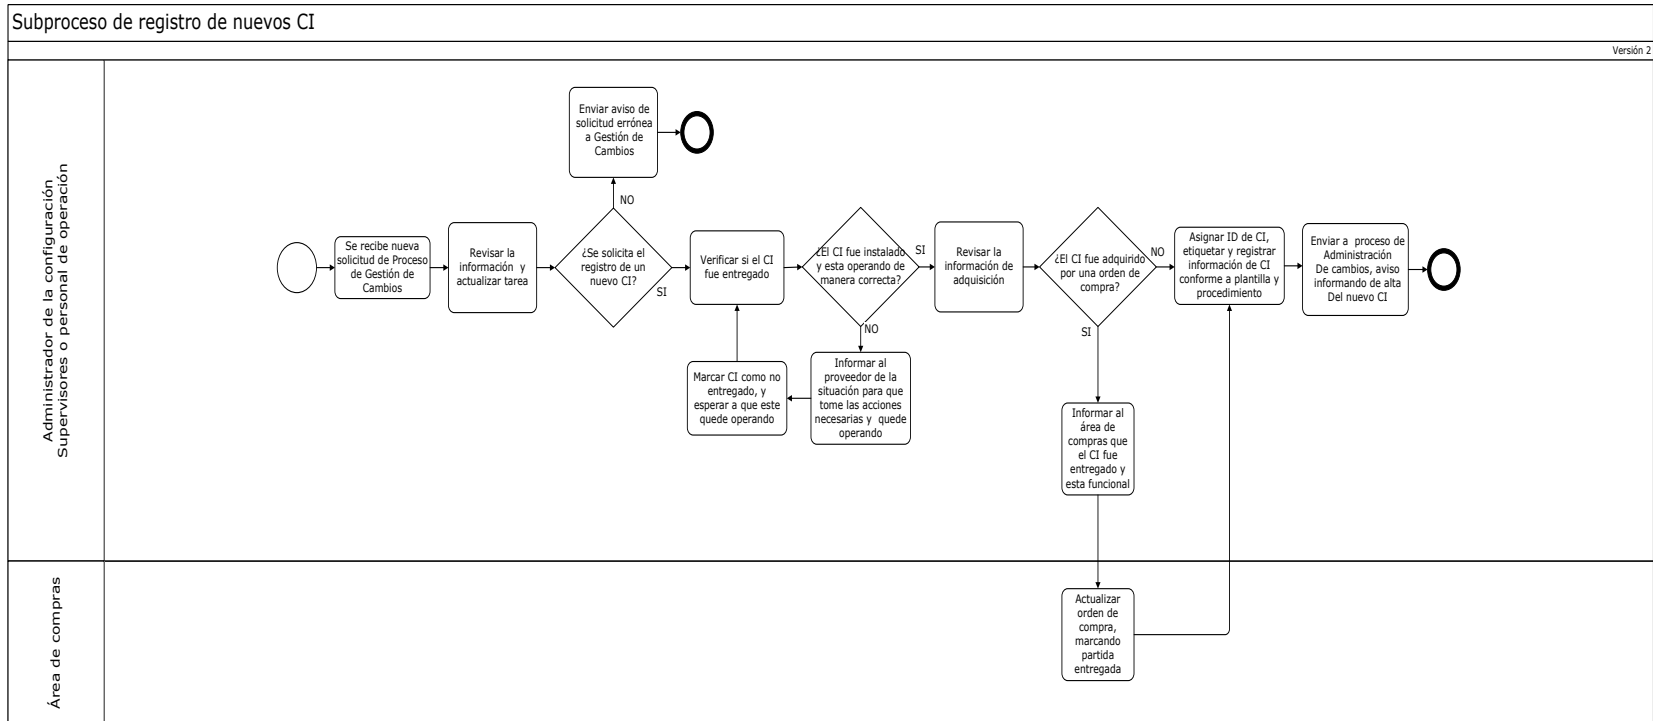 Subproceso de registro de nuevos CI
Versión 2
Administrador de la configuración
Supervisores o personal de operación
Enviar aviso de
solicitud errónea
a Gestión de
Cambios
NO
Se recibe nueva
solicitud de Proceso
de Gestión de
Cambios
Revisar la
información y
actualizar tarea
¿Se solicita el
registro de un
nuevo CI?
SI
Verificar si el CI
fue entregado
¿El CI fue instalado
y esta operando de
manera correcta?
SI
NO
Revisar la
información de
adquisición
¿El CI fue adquirido
por una orden de
compra?
NO
SI
Asignar ID de CI,
etiquetar y registrar
información de CI
conforme a plantilla y
procedimiento
Enviar a proceso de
Administración
De cambios, aviso
informando de alta
Del nuevo CI
Marcar CI como no
entregado, y
esperar a que este
quede operando
Informar al
proveedor de la
situación para que
tome las acciones
necesarias y quede
operando
Informar al
área de
compras que
el CI fue
entregado y
esta funcional
Área de compras
Actualizar
orden de
compra,
marcando
partida
entregada